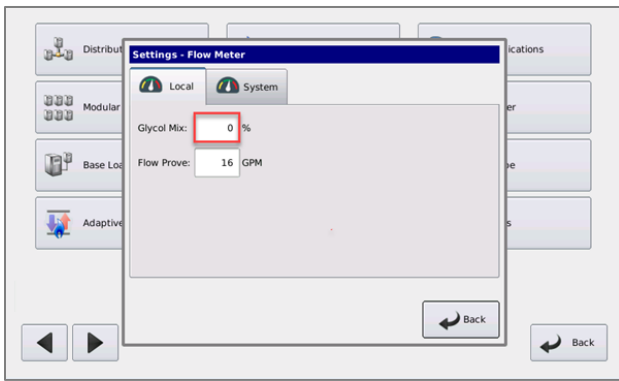 Settings - Flow Meter
Local System
Glycol Mix: 0 %
Flow Prove: 16 GPM
Back
Distribut
Modular
Base Loa
Adaptive
ications
er
pe
s
Back